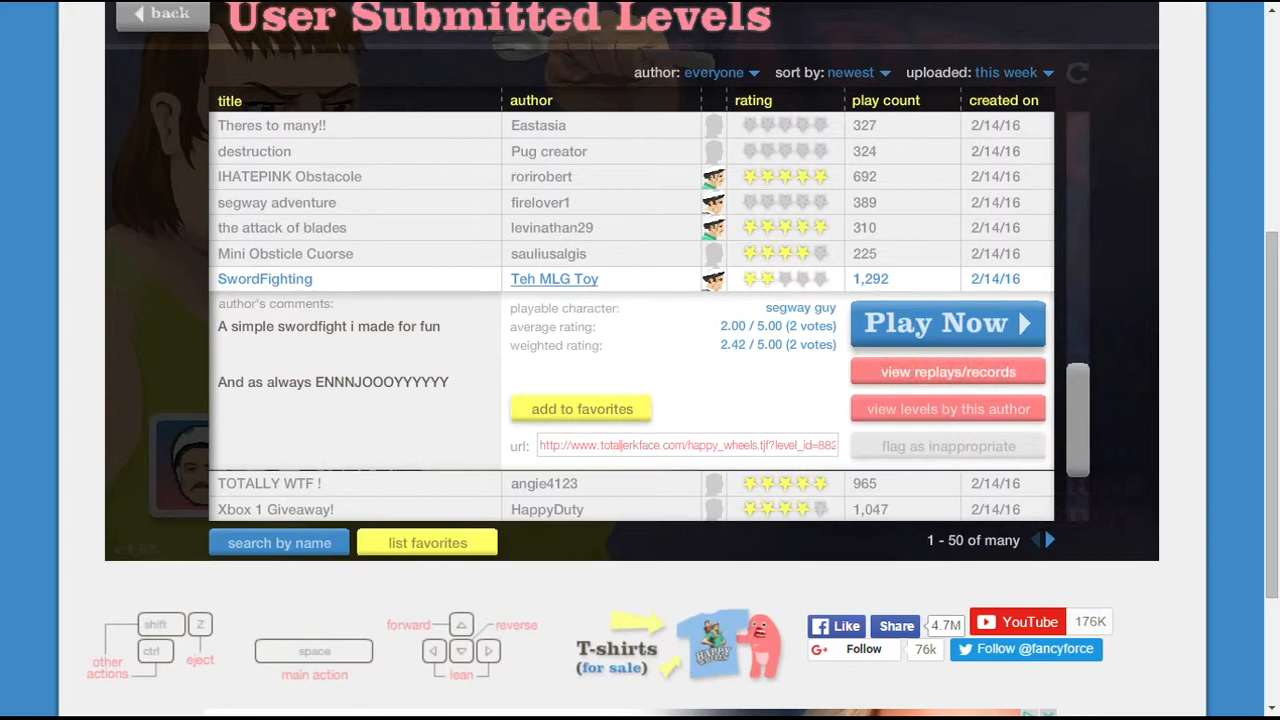 back
User Submitted Levels
author: everyone sort by: newest uploaded: this week
title author rating play count created on
Theres to many!! Eastasia 327 2/14/16
destruction Pug creator 324 2/14/16
IHATEPINK Obstacole rorirobert 692 2/14/16
segway adventure firelover1 389 2/14/16
the attack of blades levinathan29 310 2/14/16
Mini Obsticle Cuorse sauliusalgis 225 2/14/16
SwordFighting Teh MLG Toy 1,292 2/14/16
author's comments:
A simple swordfight i made for fun
And as always ENNNJOOOYYYYYY
playable character: segway guy
average rating: 2.00 / 5.00 (2 votes)
weighted rating: 2.42 / 5.00 (2 votes)
add to favorites
url: http://www.totaljerkface.com/happy_wheels.tjf?level_id=882
Play Now
view replays/records
view levels by this author
flag as inappropriate
TOTALLY WTF ! angie4123 965 2/14/16
Xbox 1 Giveaway! HappyDuty 1,047 2/14/16
search by name list favorites 1 - 50 of many
shift Z
ctrl
other actions
eject
space
main action
forward reverse
lean
T-shirts
(for sale)
HAPPY WHEELS
Like Share 4.7M YouTube 176K
Follow 76k Follow @fancyforce